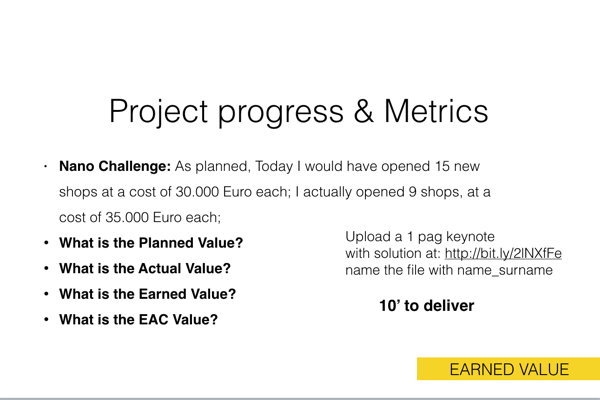 Project progress & Metrics
• Nano Challenge: As planned, Today I would have opened 15 new
shops at a cost of 30.000 Euro each; I actually opened 9 shops, at a
cost of 35.000 Euro each;
• What is the Planned Value?
• What is the Actual Value?
• What is the Earned Value?
• What is the EAC Value?
Upload a 1 pag keynote
with solution at: http://bit.ly/2lNXfFe
name the file with name_surname
10’ to deliver
EARNED VALUE